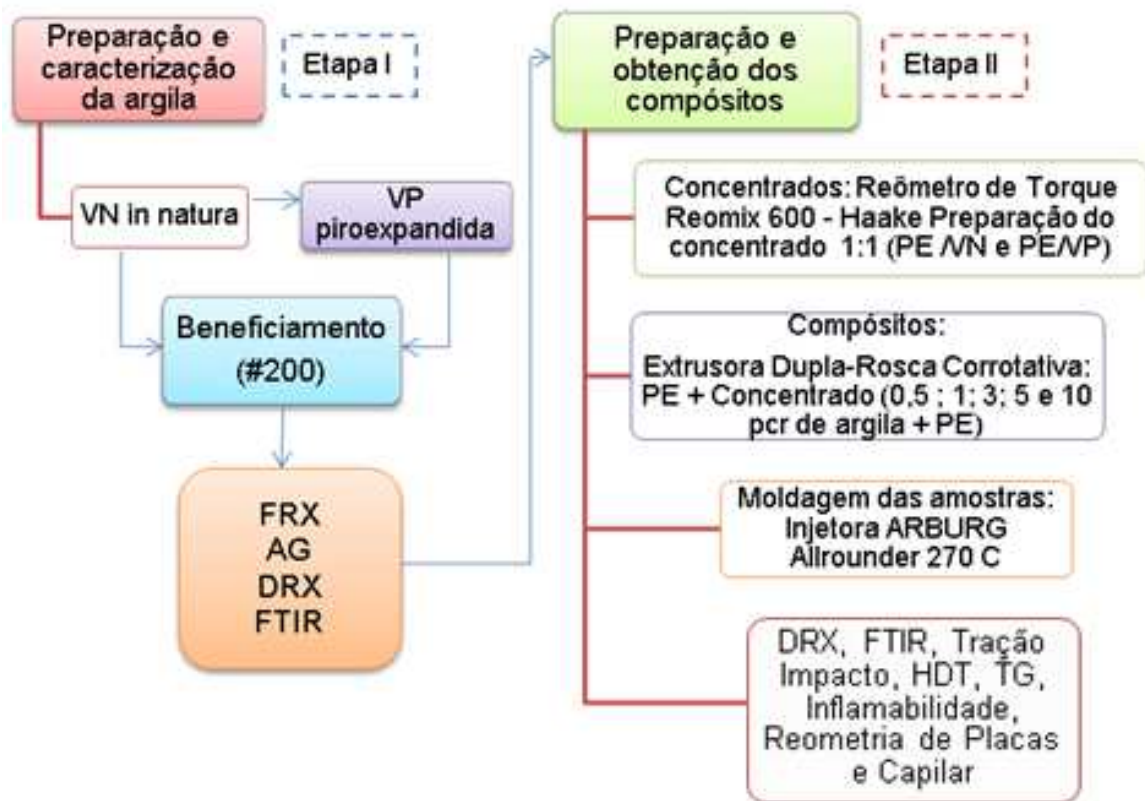 Preparação e
caracterização
da argila
Etapa I
VN in natura
VP
piroexpandida
Beneficiamento
(#200)
FRX
AG
DRX
FTIR
Preparação e
obtenção dos
compósitos
Etapa II
Concentrados: Reômetro de Torque
Reomix 600 - Haake Preparação do
concentrado 1:1 (PE /VN e PE/VP)
Compósitos:
Extrusora Dupla-Rosca Corrotativa:
PE + Concentrado (0,5 ; 1; 3; 5 e 10
pcr de argila + PE)
Moldagem das amostras:
Injetora ARBURG
Allrounder 270 C
DRX, FTIR, Tração
Impacto, HDT, TG,
Inflamabilidade,
Reometria de Placas
e Capilar